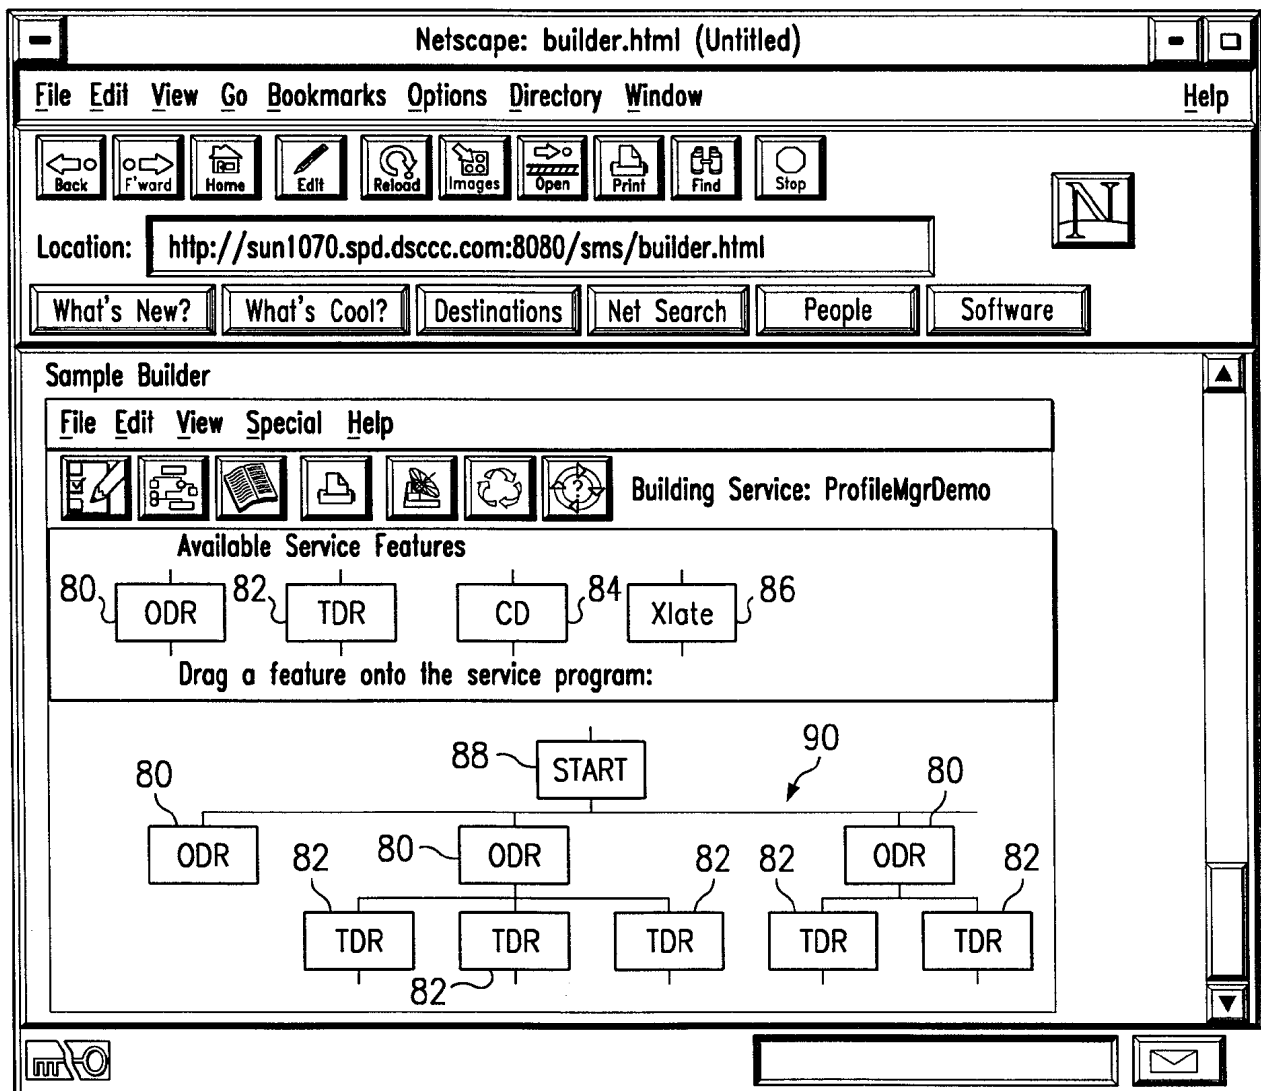 Netscape: builder.html (Untitled)
File Edit View Go Bookmarks Options Directory Window Help
Back F'ward Home Edit Reload Images Open Print Find Stop
N
Location: http://sun1070.spd.dsccc.com:8080/sms/builder.html
What's New? What's Cool? Destinations Net Search People Software
Sample Builder
File Edit View Special Help
? Building Service: ProfileMgrDemo
Available Service Features
80 ODR 82 TDR CD 84 Xlate 86
Drag a feature onto the service program:
88 START 90
80 80
ODR 80 ODR ODR
82 82 82 82
TDR TDR TDR TDR TDR
82